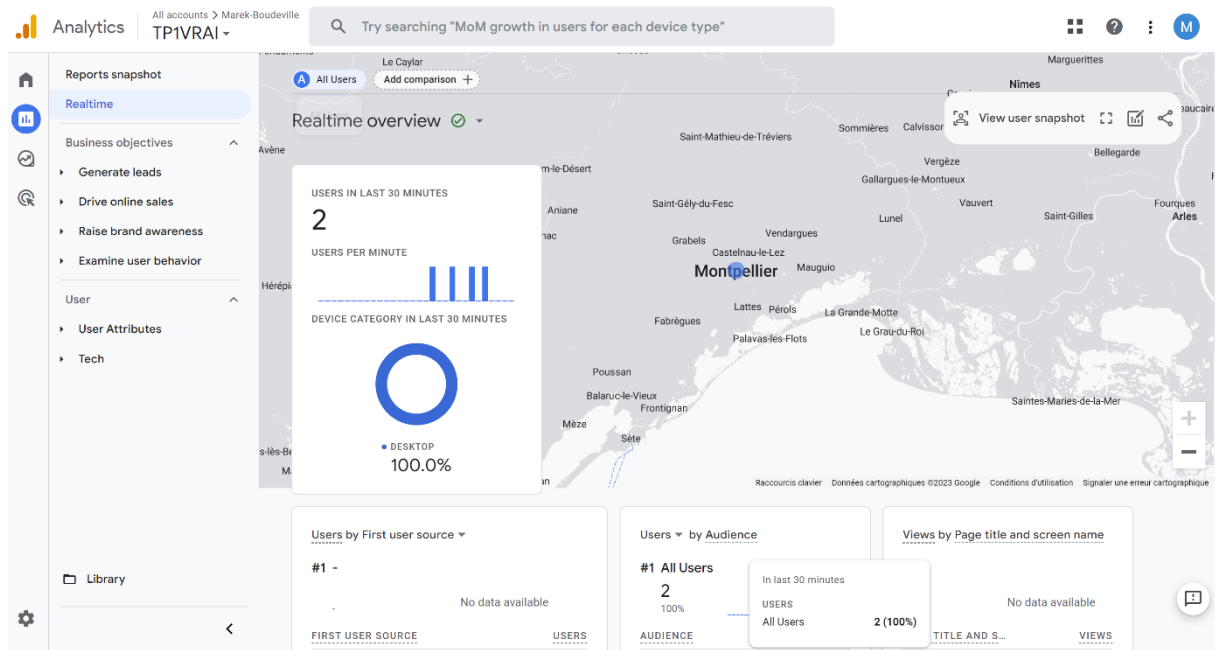 Analytics
All accounts > Marek-Boudeville
TP1VRAI
Try searching "MoM growth in users for each device type"
M
Reports snapshot
Realtime
Business objectives
Generate leads
Drive online sales
Raise brand awareness
Examine user behavior
User
User Attributes
Tech
Library
A All Users
Add comparison +
Realtime overview
View user snapshot
USERS IN LAST 30 MINUTES
2
USERS PER MINUTE
DEVICE CATEGORY IN LAST 30 MINUTES
DESKTOP
100.0%
Le Caylar
Marguerittes
Nîmes
Avène
Saint-Mathieu-de-Tréviers
Sommières
Calvisson
Bellegarde
Vergèze
m-le-Désert
Gallargues-le-Montueux
Aniane
Saint-Gély-du-Fesc
Vauvert
Fourques
Lunel
Saint-Gilles
Arles
Vendargues
Grabels
Castelnau-le-Lez
Montpellier
Mauguio
Lattes
Pérols
La Grande-Motte
Fabrègues
Le Grau-du-Roi
Palavas-les-Flots
Poussan
Balaruc-le-Vieux
Frontignan
Saintes-Maries-de-la-Mer
Mèze
Sète
Raccourcis clavier
Données cartographiques ©2023 Google
Conditions d'utilisation
Signaler une erreur cartographique
Users by First user source
#1 -
-
No data available
FIRST USER SOURCE
USERS
Users by Audience
#1 All Users
2
100%
AUDIENCE
In last 30 minutes
USERS
All Users
2 (100%)
Views by Page title and screen name
No data available
TITLE AND S...
VIEWS